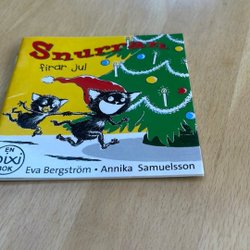 Snurran
firar jul
EN
pixi
BOK
Eva Bergström • Annika Samuelsson